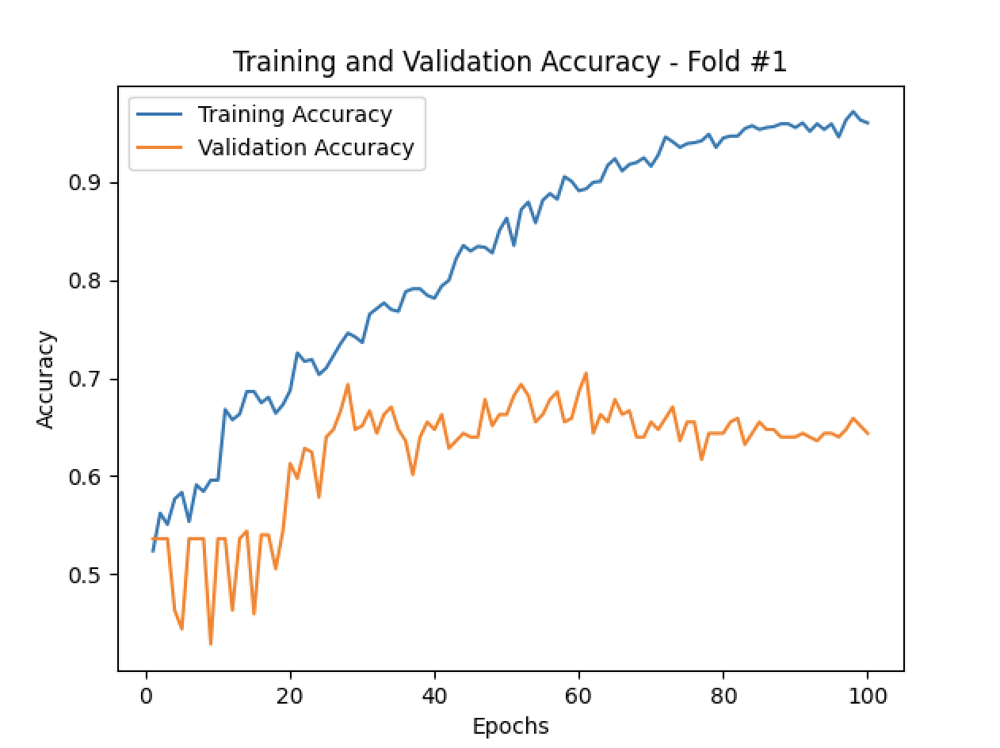 Training and Validation Accuracy - Fold #1
Training Accuracy
Validation Accuracy
0.9
0.8
0.7
0.6
0.5
Accuracy
0 20 40 60 80 100
Epochs